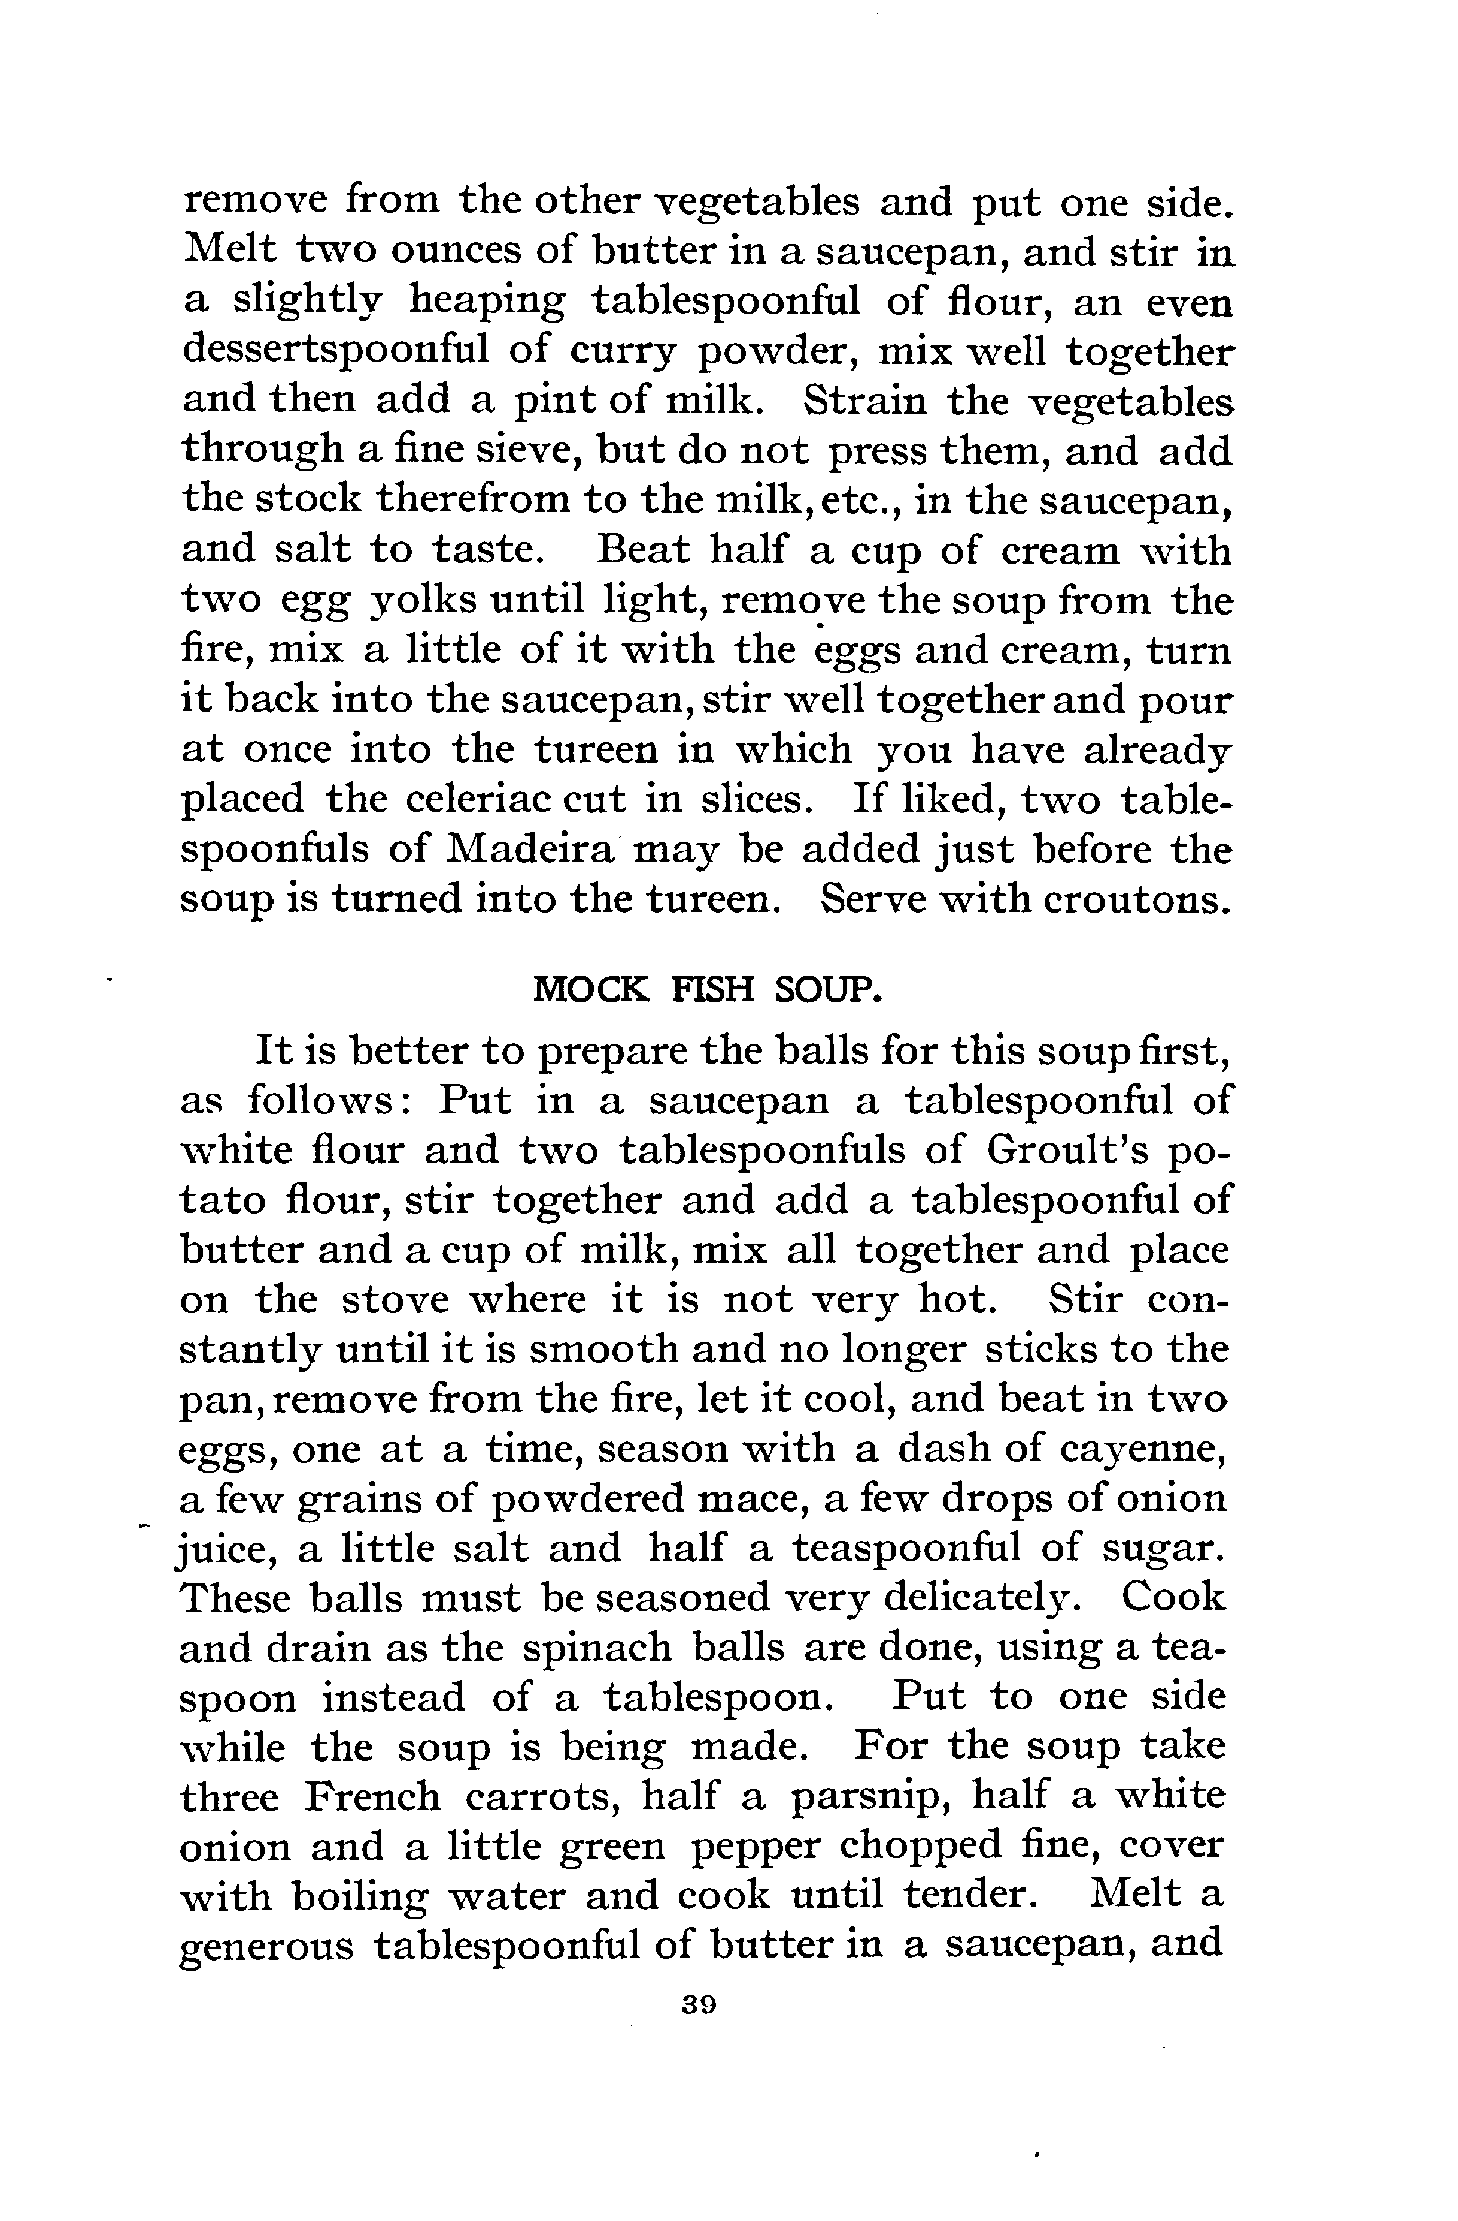 remove from the other vegetables and put one side.
Melt two ounces of butter in a saucepan, and stir in
a slightly heaping tablespoonful of flour, an even
dessertspoonful of curry powder, mix well together
and then add a pint of milk. Strain the vegetables
through a fine sieve, but do not press them, and add
the stock therefrom to the milk, etc., in the saucepan,
and salt to taste. Beat half a cup of cream with
two egg yolks until light, remove the soup from the
fire, mix a little of it with the eggs and cream, turn
it back into the saucepan, stir well together and pour
at once into the tureen in which you have already
placed the celeriac cut in slices. If liked, two table-
spoonfuls of Madeira may be added just before the
soup is turned into the tureen. Serve with croutons.
MOCK FISH SOUP.
It is better to prepare the balls for this soup first,
as follows: Put in a saucepan a tablespoonful of
white flour and two tablespoonfuls of Groult's po-
tato flour, stir together and add a tablespoonful of
butter and a cup of milk, mix all together and place
on the stove where it is not very hot. Stir con-
stantly until it is smooth and no longer sticks to the
pan, remove from the fire, let it cool, and beat in two
eggs, one at a time, season with a dash of cayenne,
a few grains of powdered mace, a few drops of onion
juice, a little salt and half a teaspoonful of sugar.
These balls must be seasoned very delicately. Cook
and drain as the spinach balls are done, using a tea-
spoon instead of a tablespoon. Put to one side
while the soup is being made. For the soup take
three French carrots, half a parsnip, half a white
onion and a little green pepper chopped fine, cover
with boiling water and cook until tender. Melt a
generous tablespoonful of butter in a saucepan, and
39